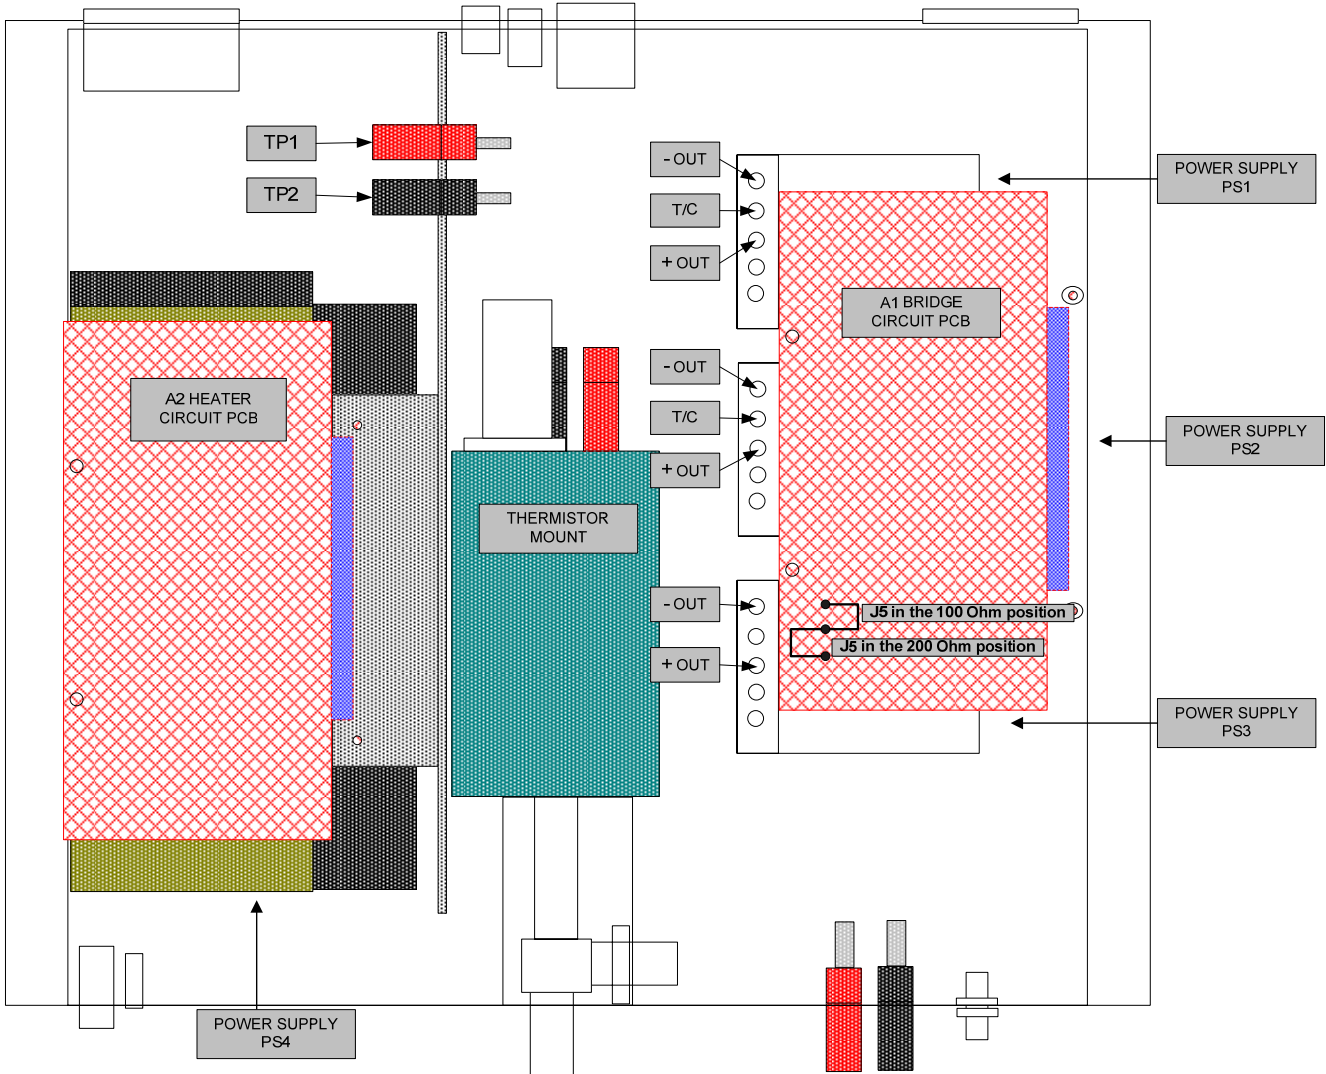 TP1
TP2
- OUT
T/C
+ OUT
POWER SUPPLY
PS1
A1 BRIDGE
CIRCUIT PCB
- OUT
T/C
+ OUT
A2 HEATER
CIRCUIT PCB
POWER SUPPLY
PS2
THERMISTOR
MOUNT
- OUT
+ OUT
J5 in the 100 Ohm position
J5 in the 200 Ohm position
POWER SUPPLY
PS3
POWER SUPPLY
PS4